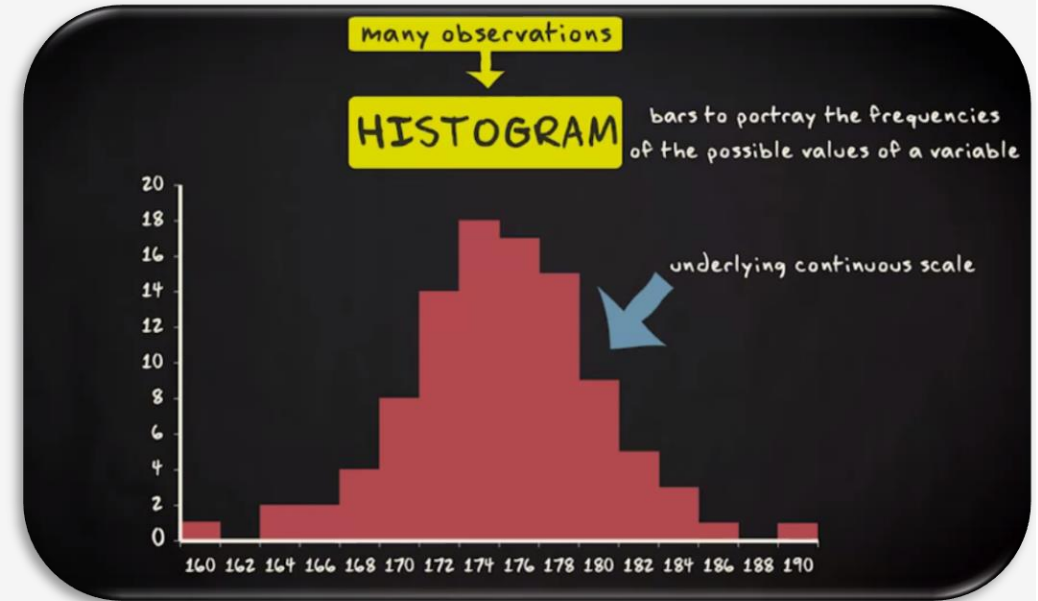 many observations
HISTOGRAM
bars to portray the frequencies
of the possible values of a variable
underlying continuous scale
20
18
16
14
12
10
8
6
4
2
0
160 162 164 166 168 170 172 174 176 178 180 182 184 186 188 190